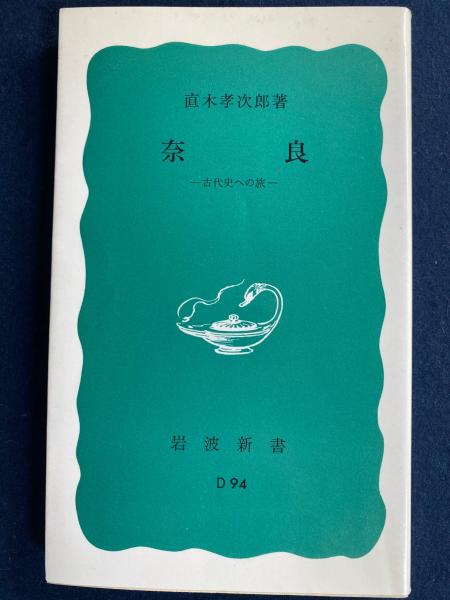 直木孝次郎著
奈良
―古代史への旅―
岩波新書
D 94